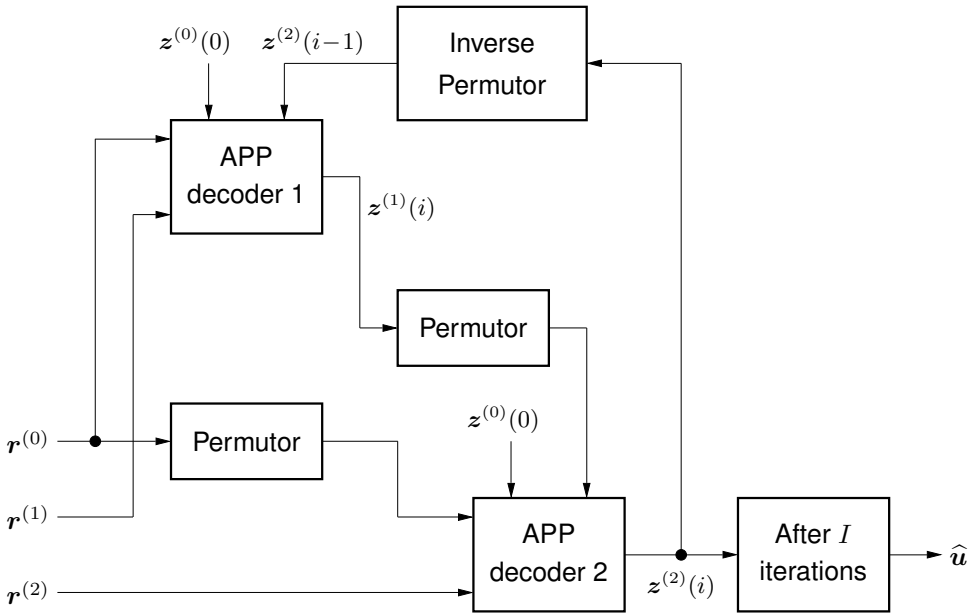 z^{(0)}(0)
z^{(2)}(i−1)
Inverse
Permutor
APP
decoder 1
z^{(1)}(i)
Permutor
z^{(0)}(0)
r^{(0)}
Permutor
r^{(1)}
APP
decoder 2
After I
iterations
û
z^{(2)}(i)
r^{(2)}